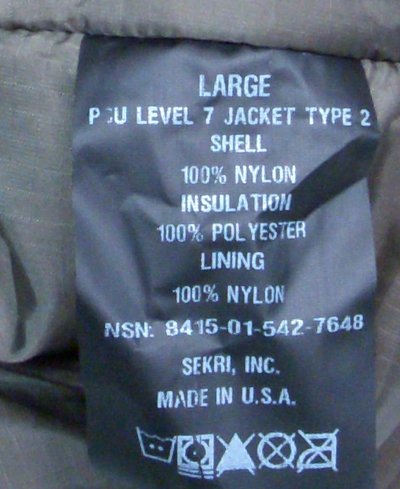 LARGE
PCU LEVEL 7 JACKET TYPE 2
SHELL
100% NYLON
INSULATION
100% POLYESTER
LINING
100% NYLON
NSN: 8415-01-542-7648
SEKRI, INC.
MADE IN U.S.A.